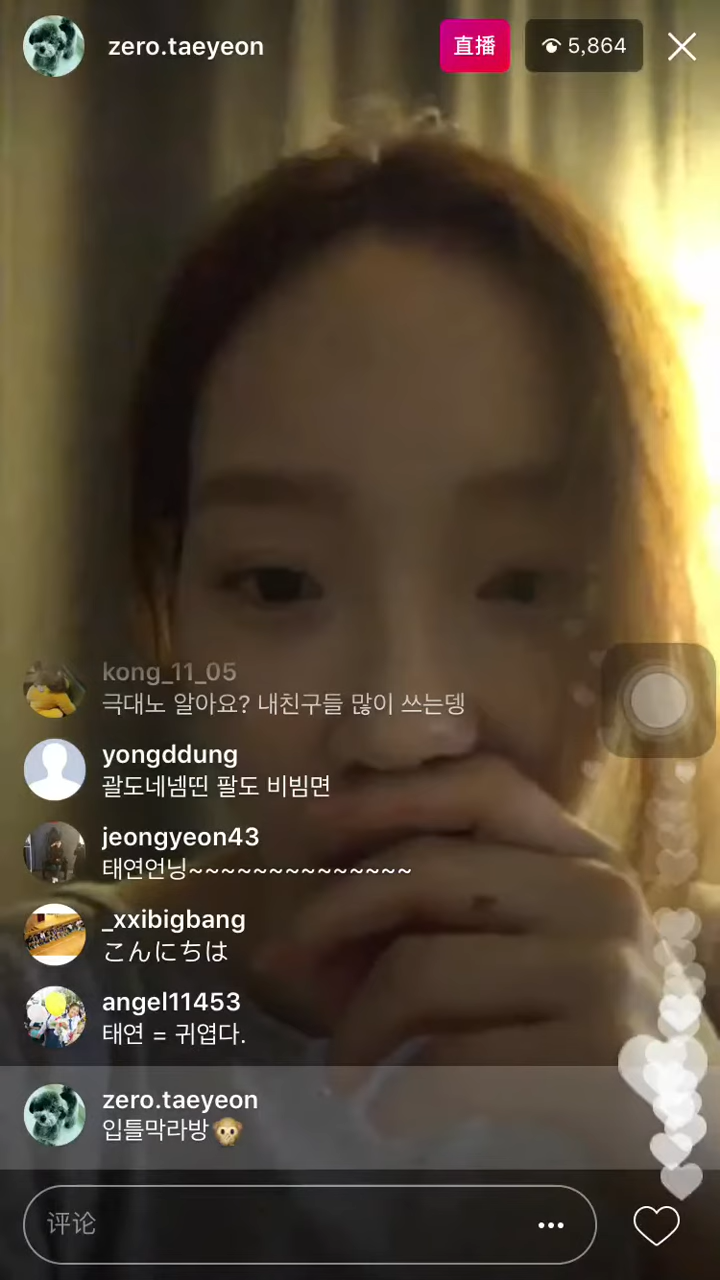 zero.taeyeon
直播
5,864
kong_11_05
극대노 알아요? 내친구들 많이 쓰는뎅
yongddung
괄도네넴띤 팔도 비빔면
jeongyeon43
태연언닝~~~~~~~~~~~~~~
_xxibigbang
こんにちは
angel11453
태연 = 귀엽다.
zero.taeyeon
입틀막라방🙊
评论